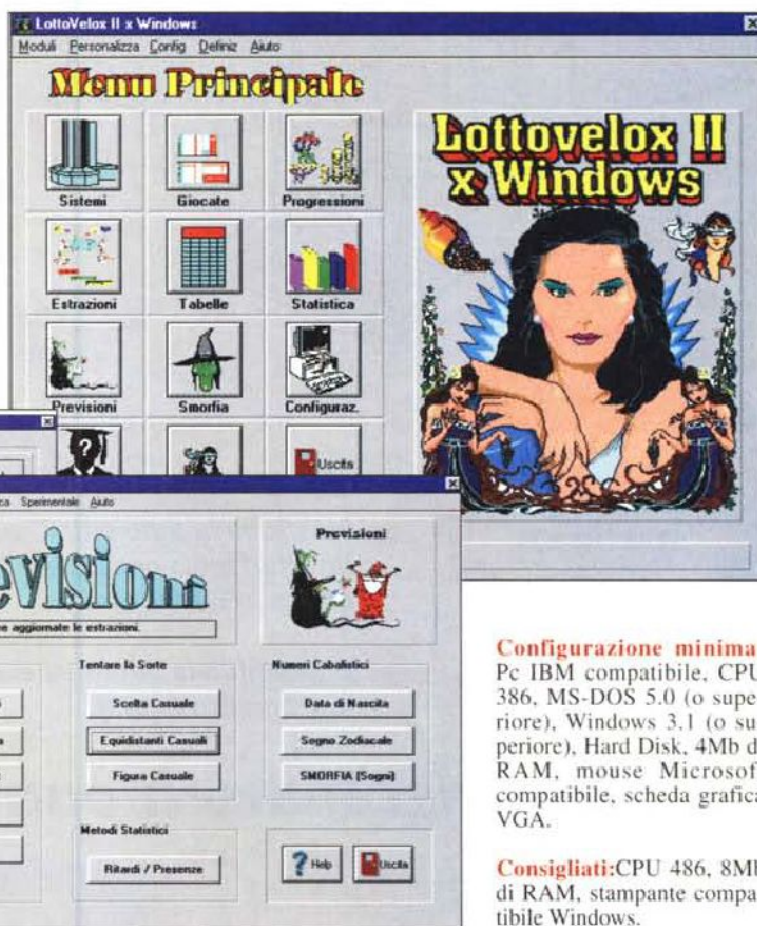 LottoVelox II x Windows
Moduli Personalizza Config Definiz Aiuto
Menu Principale
Sistemi Giocate Progressioni
Estrazioni Tabelle Statistica
Previsioni Smorfia Configuraz.
?
Uscita
Lottovelox II
x Windows
Sperimentale Aiuto
aggiornate le estrazioni.
Previsioni
Tentare la Sorte
Scelta Casuale
Equidistanti Casuali
Figura Casuale
Metodi Statistici
Ritardi / Presenze
Numeri Cabalistici
Data di Nascita
Segno Zodiacale
SMORFIA (Sogni)
? Help Uscita
Configurazione minima
Pc IBM compatibile, CPU
386, MS-DOS 5.0 (o supe
riore), Windows 3.1 (o su
periore), Hard Disk, 4Mb d
RAM, mouse Microsof
compatibile, scheda grafica
VGA.
Consigliati:CPU 486, 8Mb
di RAM, stampante compa
tibile Windows.